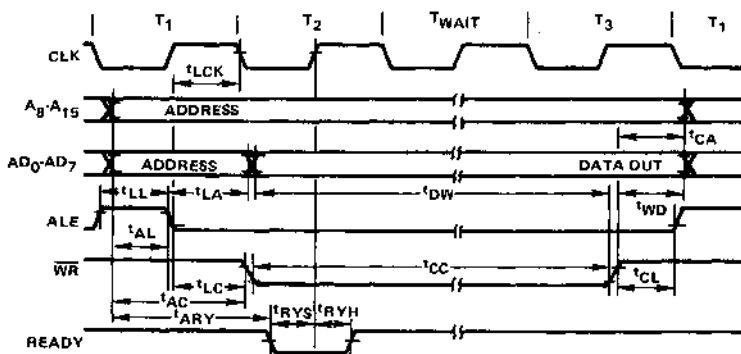 T1 T2 TWAIT T3 T1
CLK
tLCK
A8-A15
ADDRESS
tCA
AD0-AD7
ADDRESS
DATA OUT
tLL tLA tDW
tWD
ALE
tAL
WR
tLC
tCC
tCL
tAC
tARY
tRYS tRYH
READY